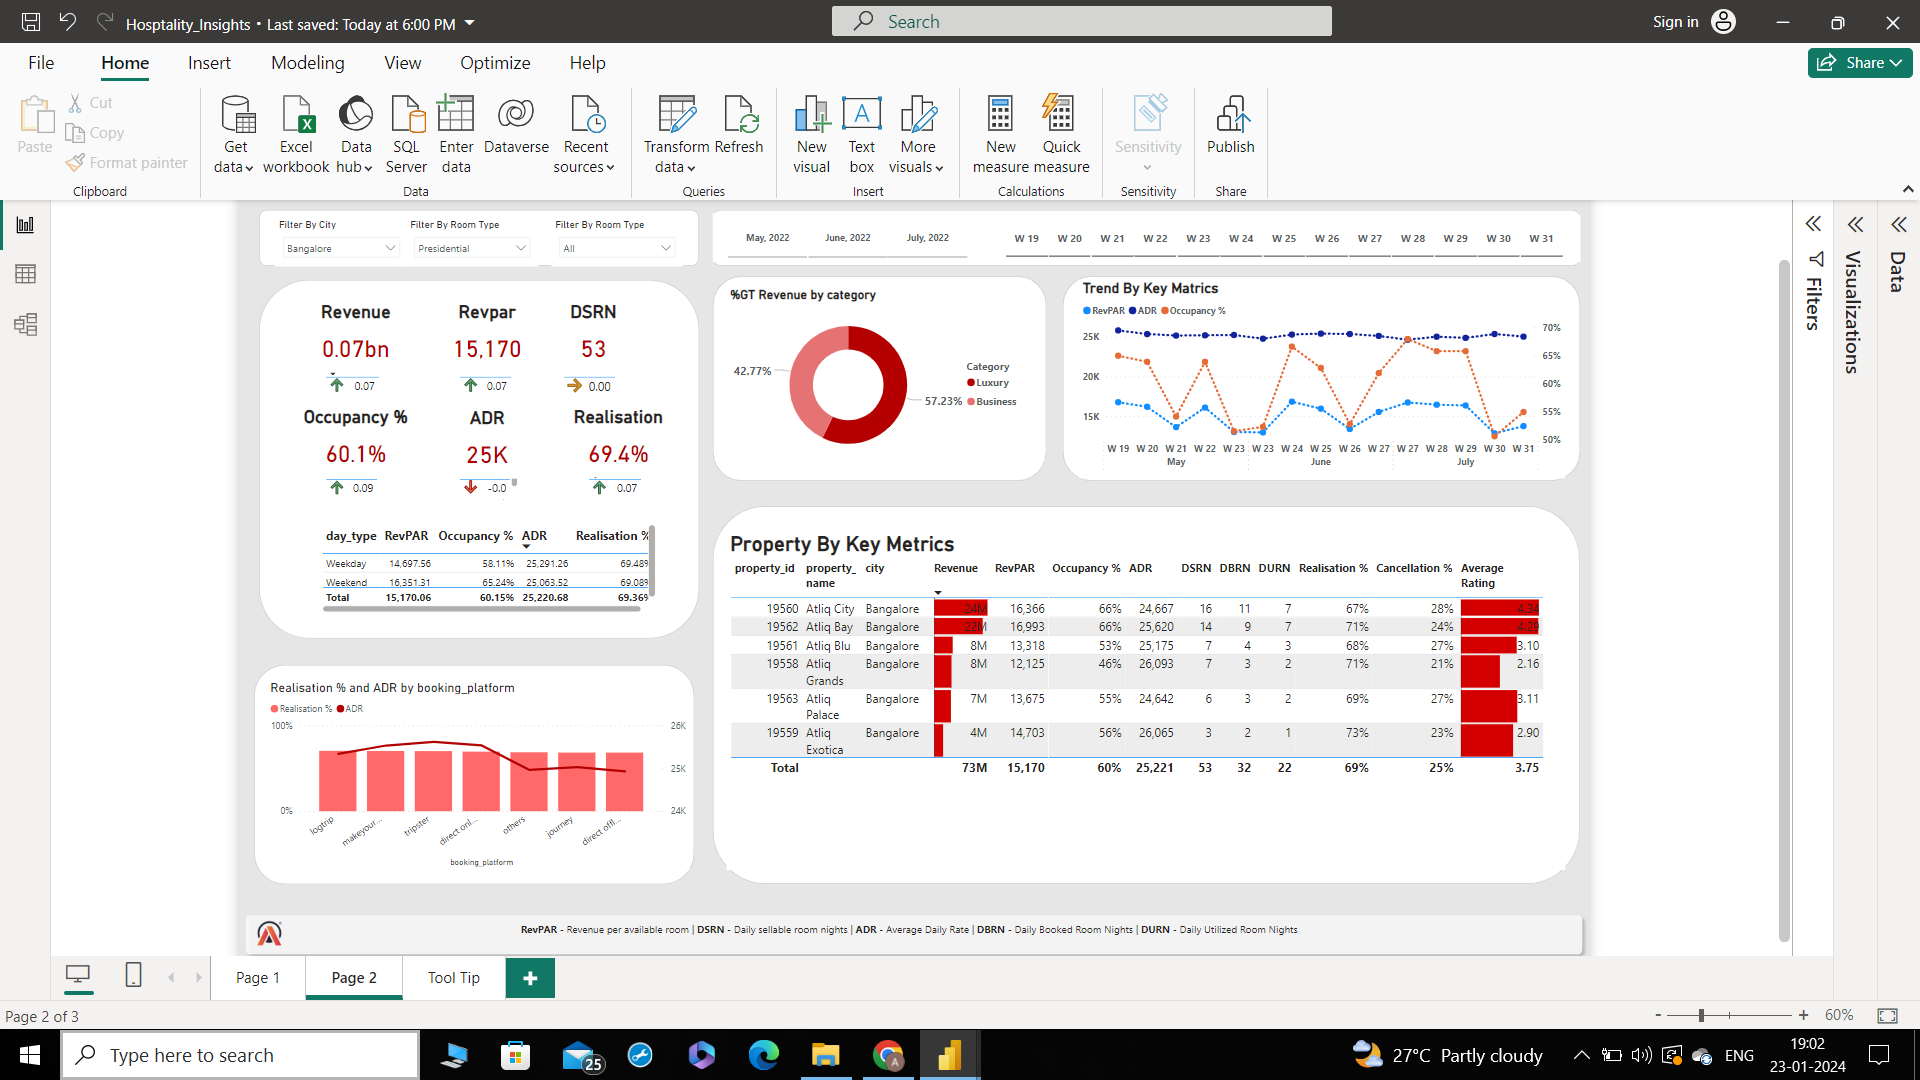 Hosptality_Insights • Last saved: Today at 6:00 PM
Search
Sign in
File Home Insert Modeling View Optimize Help
Share
Paste
Cut
Copy
Format painter
Clipboard
Get data
Excel workbook
Data hub
SQL Server
Enter data
Dataverse
Recent sources
Data
Transform data
Refresh
Queries
New visual
Text box
More visuals
Insert
New measure
Quick measure
Calculations
Sensitivity
Sensitivity
Publish
Share
Filter By City
Bangalore
Filter By Room Type
Presidential
Filter By Room Type
All
May, 2022 June, 2022 July, 2022
W 19 W 20 W 21 W 22 W 23 W 24 W 25 W 26 W 27 W 28 W 29 W 30 W 31
Filters
Visualizations
Data
Revenue Revpar DSRN
0.07bn 15,170 53
0.07 0.07 0.00
Occupancy % ADR Realisation
60.1% 25K 69.4%
0.09 -0.0 0.07
day_type RevPAR Occupancy % ADR Realisation %
Weekday 14,697.56 58.11% 25,291.26 69.48%
Weekend 16,351.31 65.24% 25,063.52 69.08%
Total 15,170.06 60.15% 25,220.68 69.36%
%GT Revenue by category
42.77%
57.23%
Category
Luxury
Business
Trend By Key Matrics
RevPAR ADR Occupancy %
25K
20K
15K
70%
65%
60%
55%
50%
W 19 W 20 W 21 W 22 W 23 W 23 W 24 W 25 W 26 W 27 W 27 W 28 W 29 W 30 W 31
May June July
Realisation % and ADR by booking_platform
Realisation % ADR
100%
0%
26K
25K
24K
logtrip makeyour... tripster direct onl... others journey direct offl...
booking_platform
Property By Key Metrics
property_id property_name city Revenue RevPAR Occupancy % ADR DSRN DBRN DURN Realisation % Cancellation % Average Rating
19560 Atliq City Bangalore 24M 16,366 66% 24,667 16 11 7 67% 28% 4.34
19562 Atliq Bay Bangalore 22M 16,993 66% 25,620 14 9 7 71% 24% 4.29
19561 Atliq Blu Bangalore 8M 13,318 53% 25,175 7 4 3 68% 27% 3.10
19558 Atliq Grands Bangalore 8M 12,125 46% 26,093 7 3 2 71% 21% 2.16
19563 Atliq Palace Bangalore 7M 13,675 55% 24,642 6 3 2 69% 27% 3.11
19559 Atliq Exotica Bangalore 4M 14,703 56% 26,065 3 2 1 73% 23% 2.90
Total 73M 15,170 60% 25,221 53 32 22 69% 25% 3.75
RevPAR - Revenue per available room | DSRN - Daily sellable room nights | ADR - Average Daily Rate | DBRN - Daily Booked Room Nights | DURN - Daily Utilized Room Nights
Page 1 Page 2 Tool Tip +
Page 2 of 3
- + 60%
Type here to search
25
27°C Partly cloudy
ENG
19:02
23-01-2024